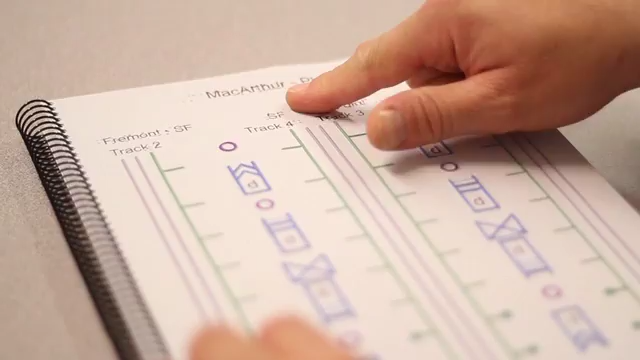 MacArthur
Fremont - SF
Track 2
SF
Track 4
Track 3